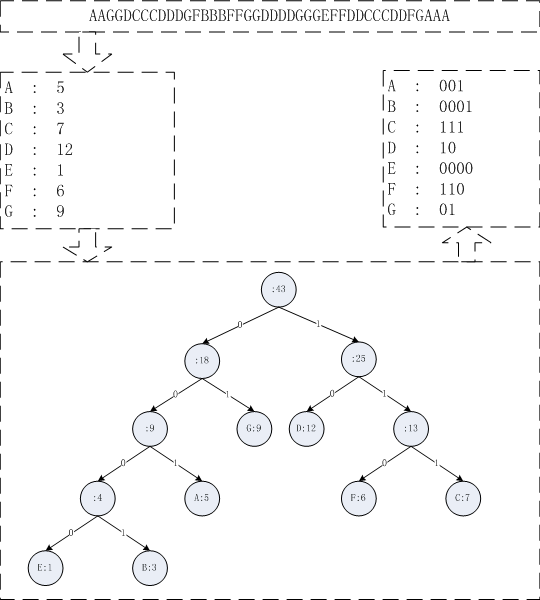 AAGGDCCCDDDGFBBBFFGGDDDDGGGEFFDDCCCDDFGAAA
A : 5
B : 3
C : 7
D : 12
E : 1
F : 6
G : 9
A : 001
B : 0001
C : 111
D : 10
E : 0000
F : 110
G : 01
:43
0 1
:18 :25
0 1 0 1
:9 G:9 D:12 :13
0 1 0 1
:4 A:5 F:6 C:7
0 1
E:1 B:3